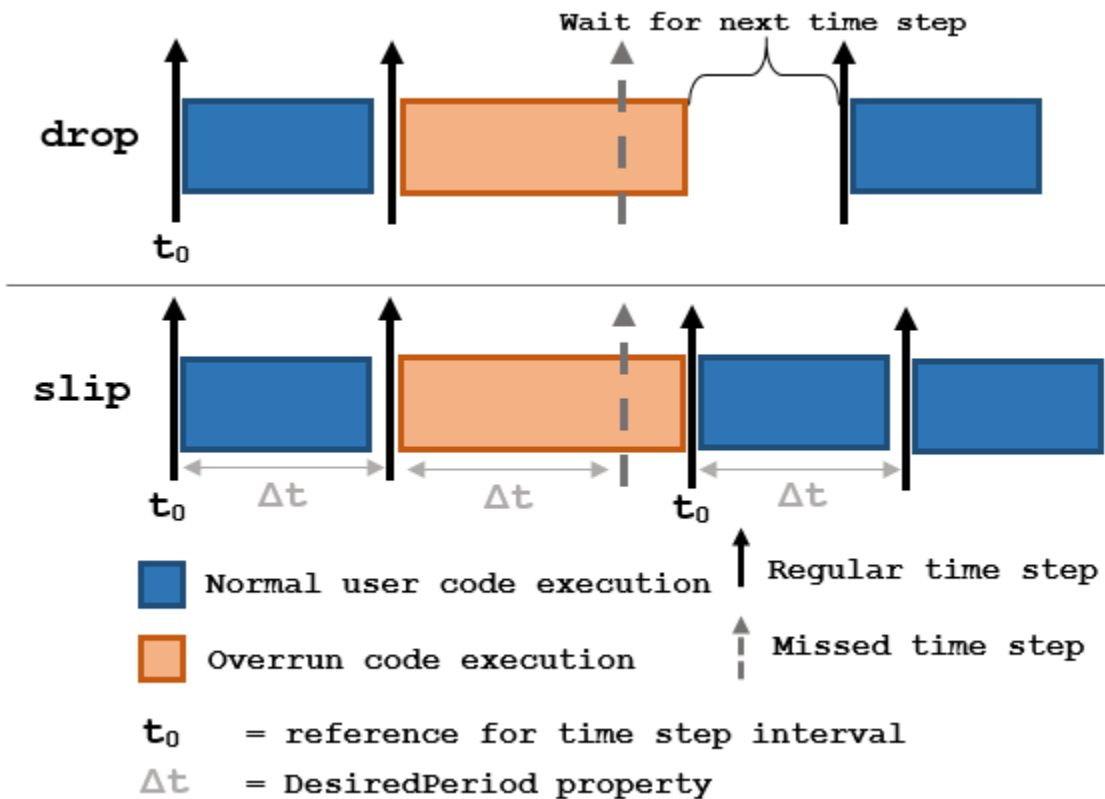 Wait for next time step
drop
t₀
slip
Δt
Δt
Δt
t₀
t₀
Normal user code execution
Regular time step
Overrun code execution
Missed time step
t₀ = reference for time step interval
Δt = DesiredPeriod property